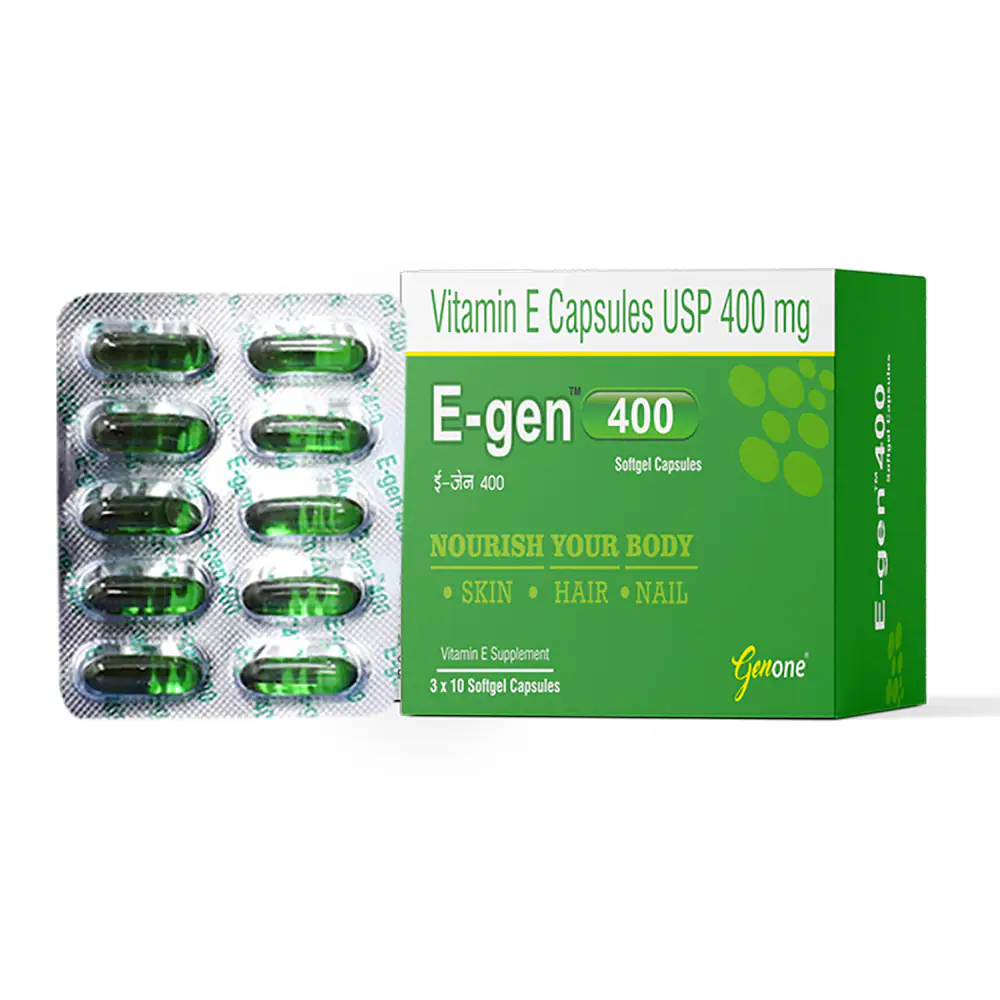 Vitamin E Capsules USP 400 mg
E-gen™ 400
Softgel Capsules
ई-जेन 400
NOURISH YOUR BODY
• SKIN • HAIR • NAIL
Vitamin E Supplement
3 x 10 Softgel Capsules
Genone®
E-gen™ 400
Softgel Capsules